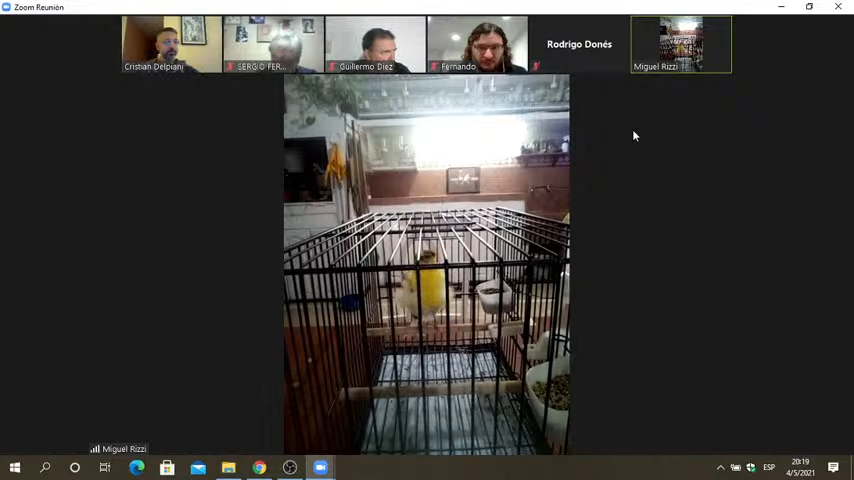 Zoom Reunión
Cristian Delpiani
SERGIO FER...
Guillermo Diez
Fernando
Rodrigo Donés
Miguel Rizzi
Miguel Rizzi
ESP
20:19
4/5/2021